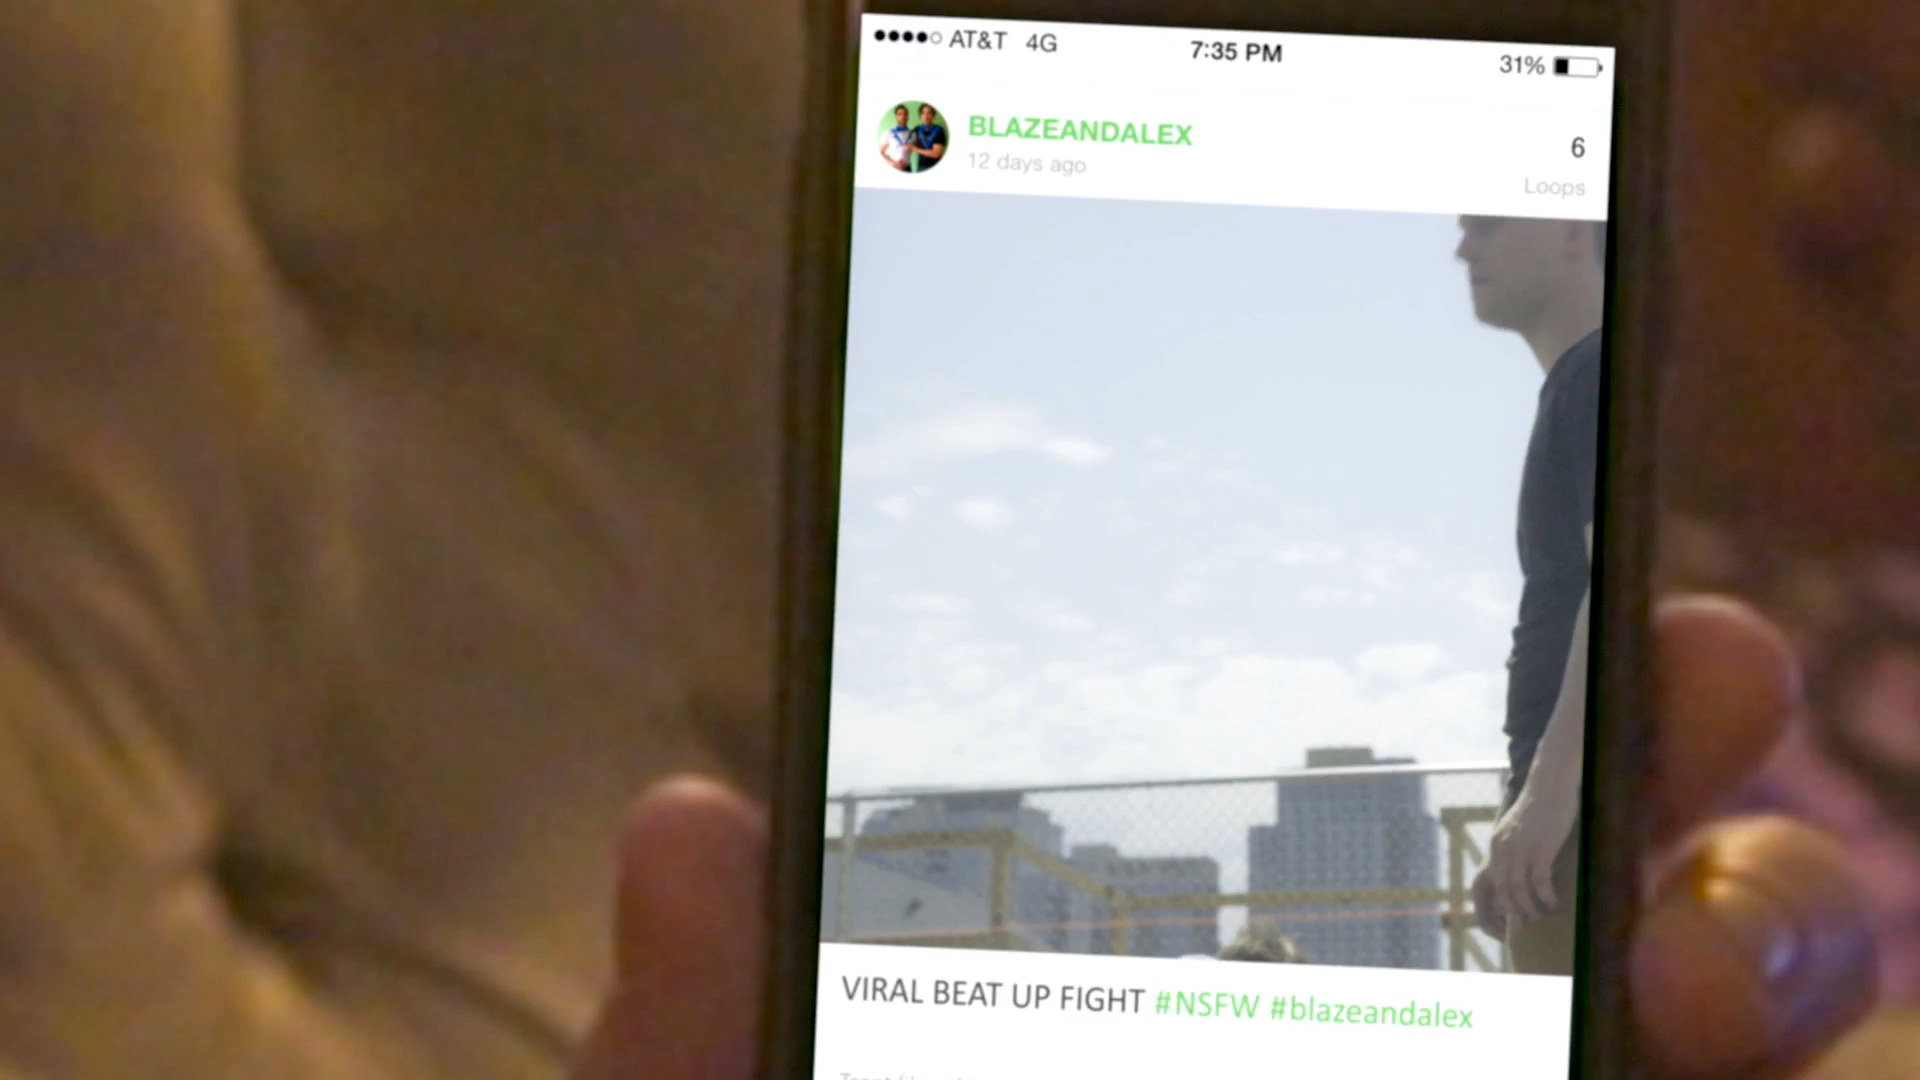 AT&T 4G 7:35 PM 31%
BLAZEANDALEX
12 days ago
6
Loops
VIRAL BEAT UP FIGHT #NSFW #blazeandalex